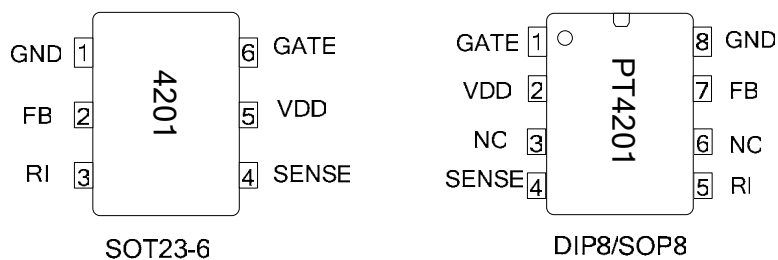 GND 1 6 GATE
FB 2 5 VDD
RI 3 4 SENSE
4201
SOT23-6
GATE 1 8 GND
VDD 2 7 FB
NC 3 6 NC
SENSE 4 5 RI
PT4201
DIP8/SOP8